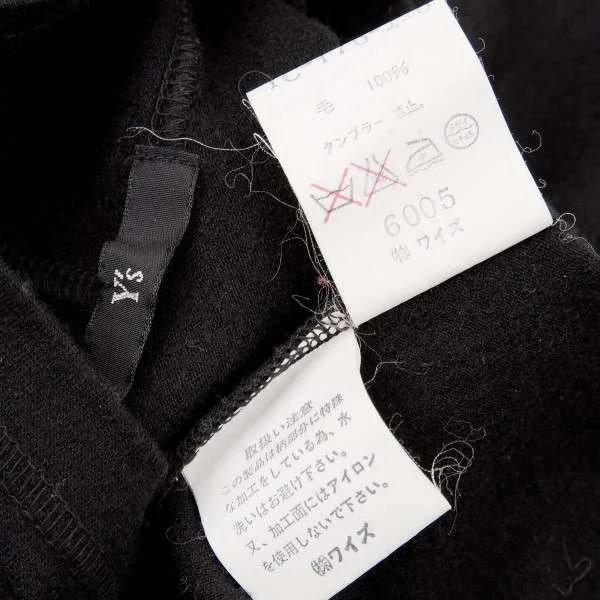 毛 100%
タンブラー 禁止。
6005
㈱ ワイズ
Y's
取扱い注意
この製品は柄部分に特殊
な加工をしている為、水
洗いはお避け下さい。
又、加工面にはアイロン
を使用しないで下さい。
㈱ワイズ